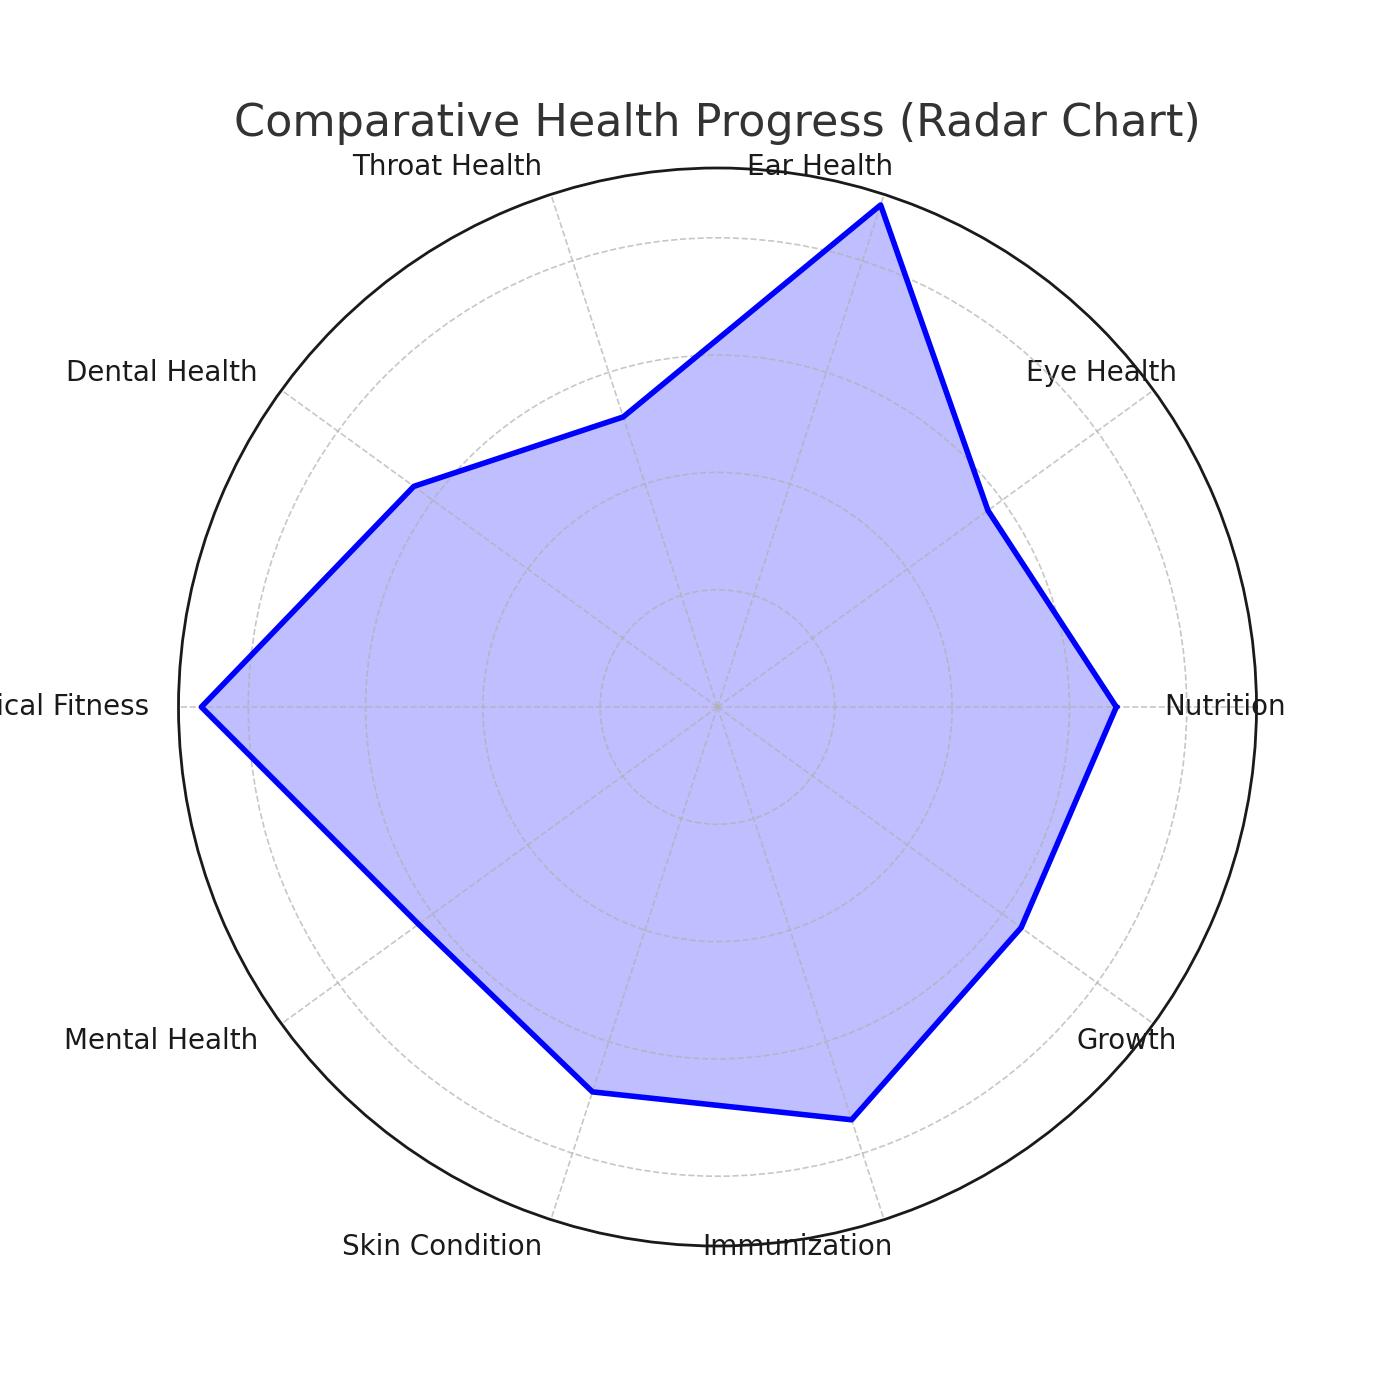 Comparative Health Progress (Radar Chart)
Throat Health
Ear Health
Dental Health
Eye Health
ical Fitness
Nutrition
Mental Health
Growth
Skin Condition
Immunization